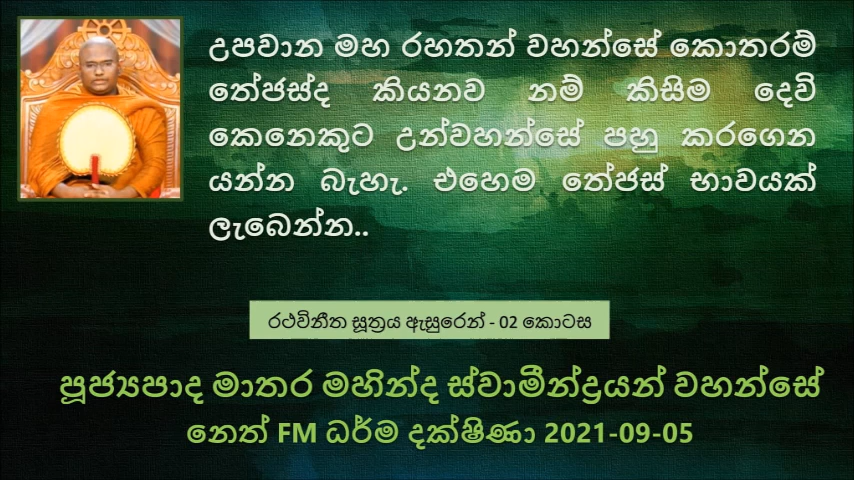 උපවාන මහ රහතන් වහන්සේ කොතරම්
තේජස්ද කියනව නම් කිසිම දෙවි
කෙනෙකුට උන්වහන්සේ පහු කරගෙන
යන්න බැහැ. එහෙම තේජස් භාවයක්
ලැබෙන්න..
රථවිනීත සූත්‍රය ඇසුරෙන් - 02 කොටස
පූජ්‍යපාද මාතර මහින්ද ස්වාමීන්ද්‍රයන් වහන්සේ
නෙත් FM ධර්ම දක්ෂිණා 2021-09-05